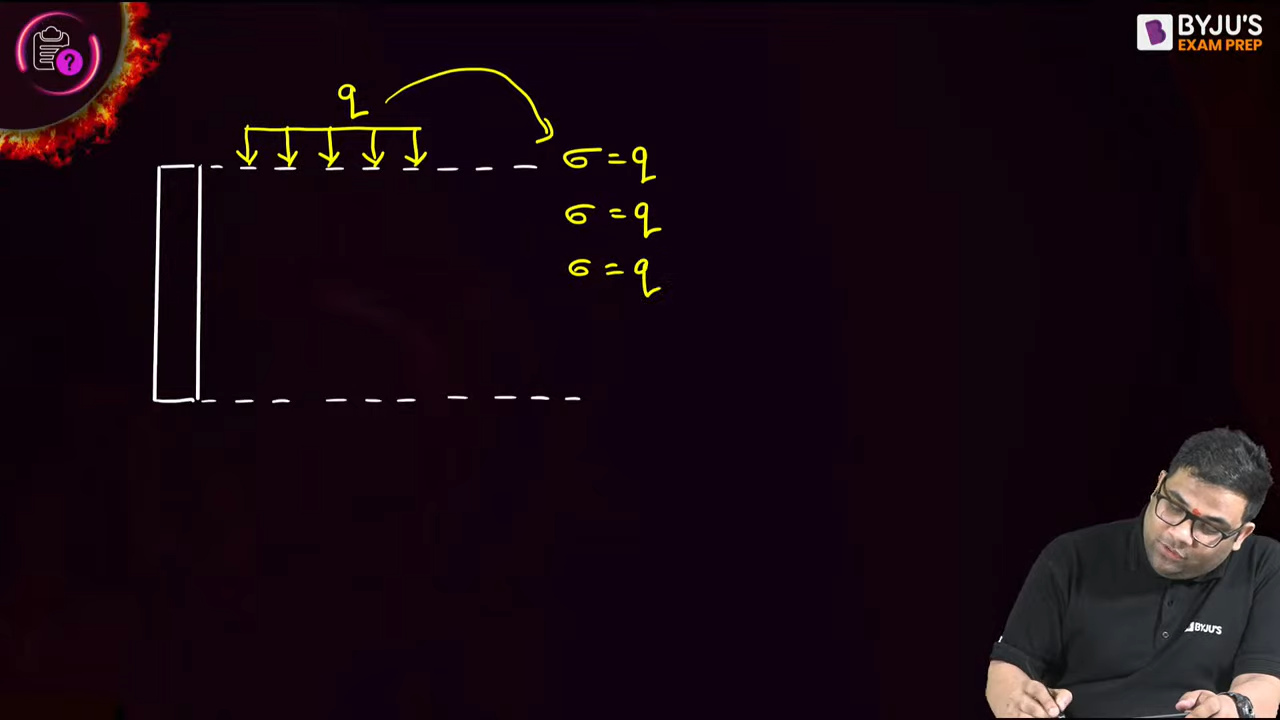 BYJU'S
EXAM PREP
?
q
σ = q
σ = q
σ = q
BYJU'S